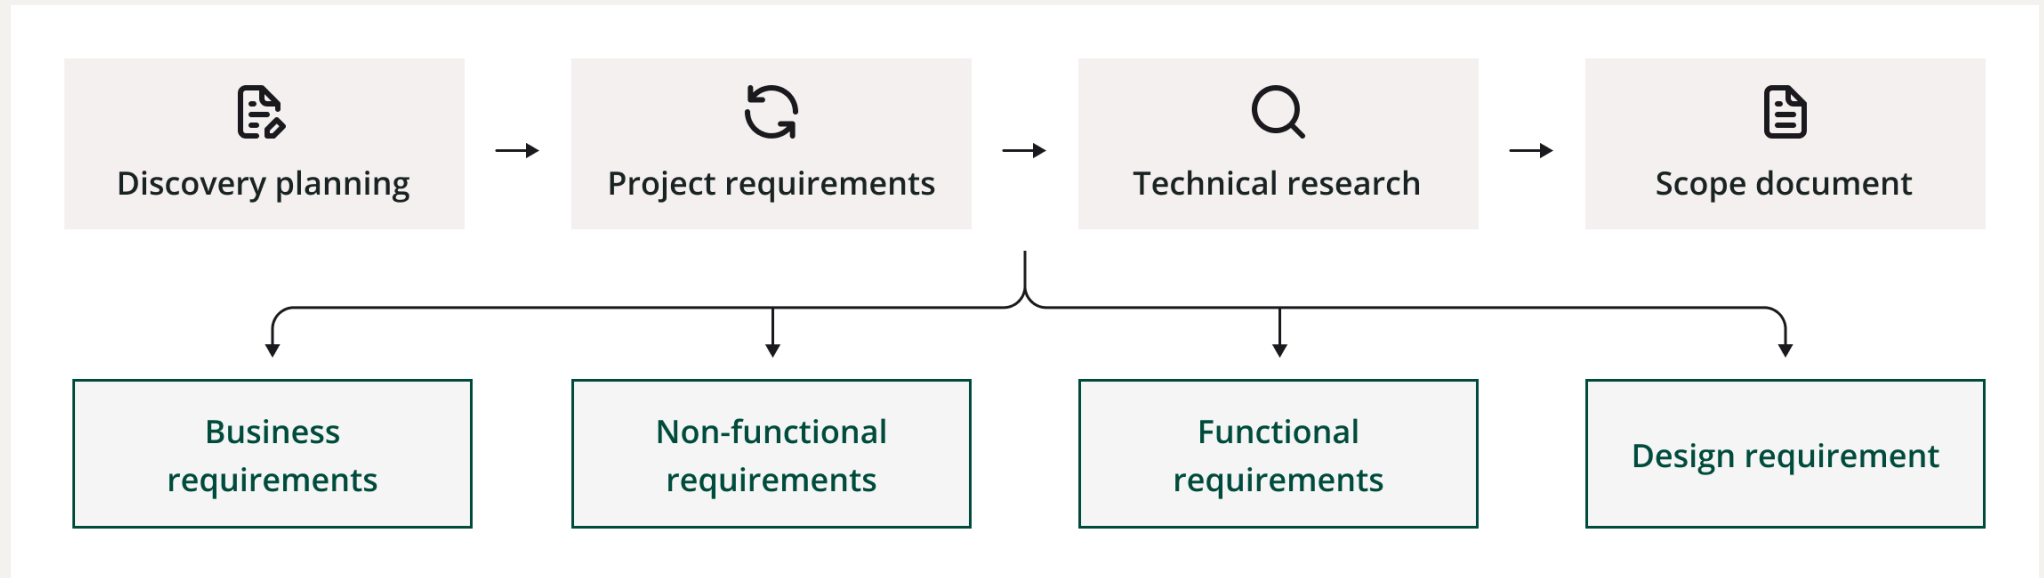 Discovery planning
Project requirements
Technical research
Scope document
Business
requirements
Non-functional
requirements
Functional
requirements
Design requirement